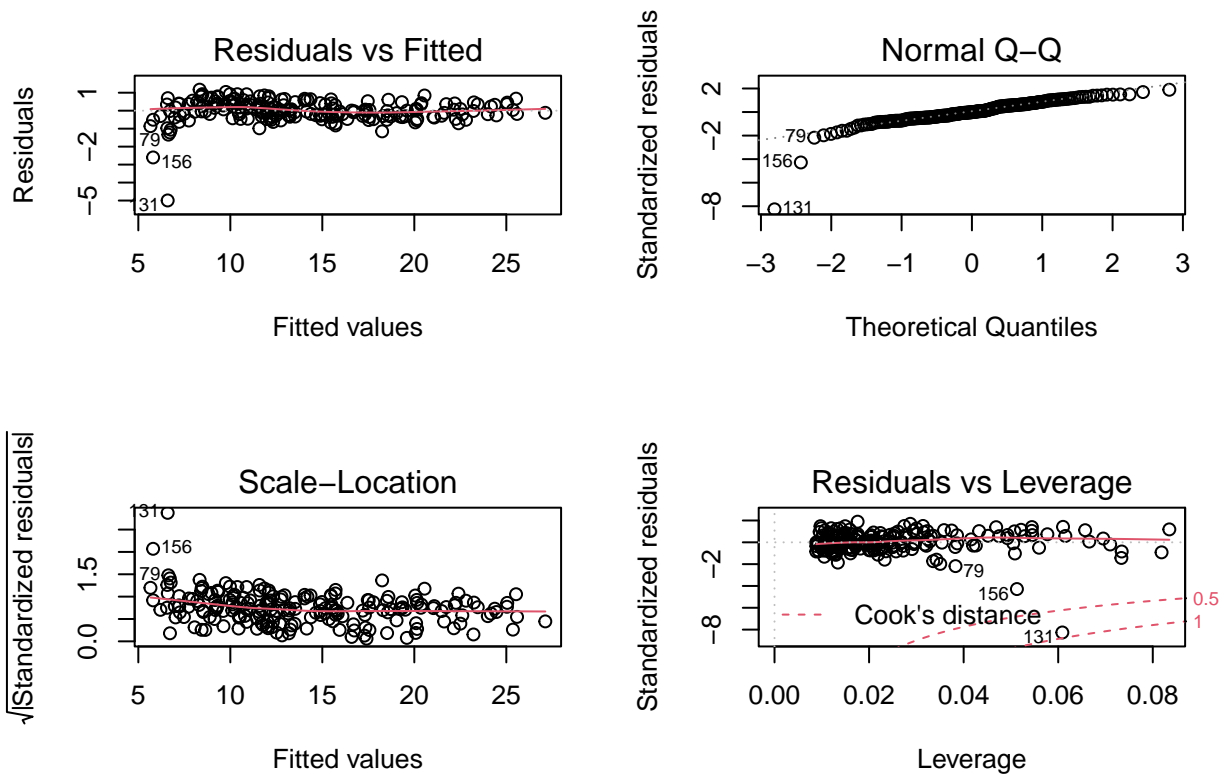 Residuals vs Fitted
Residuals
1
−2
−5
79
156
131
5 10 15 20 25
Fitted values
Normal Q−Q
Standardized residuals
2
−2
−8
79
156
131
−3 −2 −1 0 1 2 3
Theoretical Quantiles
Scale−Location
√|Standardized residuals|
1.5
0.0
131
156
79
5 10 15 20 25
Fitted values
Residuals vs Leverage
Standardized residuals
−2
−8
79
156
131
Cook's distance
0.5
1
0.00 0.02 0.04 0.06 0.08
Leverage